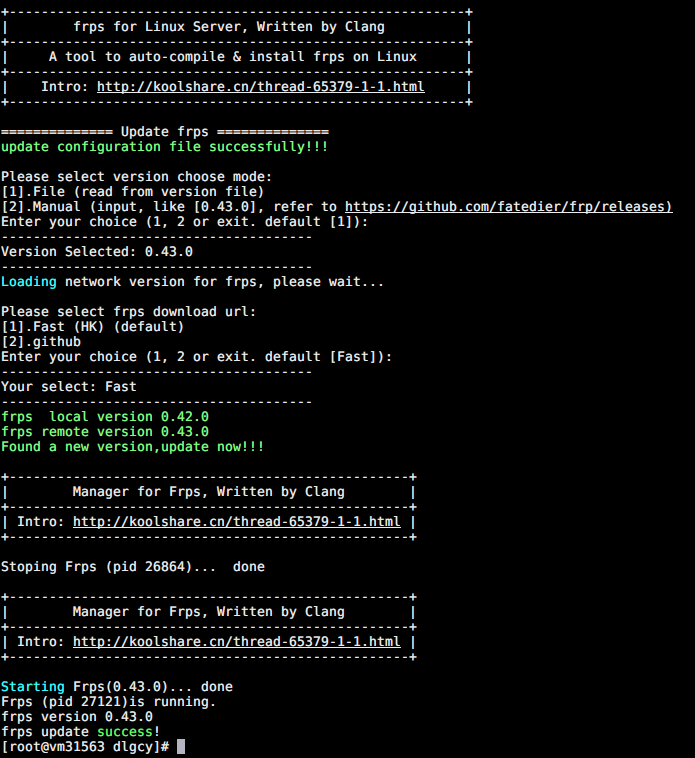 +---------------------------------------------------------+
|        frps for Linux Server, Written by Clang          |
+---------------------------------------------------------+
|     A tool to auto-compile & install frps on Linux      |
+---------------------------------------------------------+
|    Intro: http://koolshare.cn/thread-65379-1-1.html     |
+---------------------------------------------------------+
============== Update frps ==============
update configuration file successfully!!!
Please select version choose mode:
[1].File (read from version file)
[2].Manual (input, like [0.43.0], refer to https://github.com/fatedier/frp/releases)
Enter your choice (1, 2 or exit. default [1]):
---------------------------------------
Version Selected: 0.43.0
---------------------------------------
Loading network version for frps, please wait...
Please select frps download url:
[1].Fast (HK) (default)
[2].github
Enter your choice (1, 2 or exit. default [Fast]):
---------------------------------------
Your select: Fast
---------------------------------------
frps  local version 0.42.0
frps remote version 0.43.0
Found a new version,update now!!!
+--------------------------------------------------+
|        Manager for Frps, Written by Clang        |
+--------------------------------------------------+
| Intro: http://koolshare.cn/thread-65379-1-1.html |
+--------------------------------------------------+
Stoping Frps (pid 26864)...  done
+--------------------------------------------------+
|        Manager for Frps, Written by Clang        |
+--------------------------------------------------+
| Intro: http://koolshare.cn/thread-65379-1-1.html |
+--------------------------------------------------+
Starting Frps(0.43.0)... done
Frps (pid 27121)is running.
frps version 0.43.0
frps update success!
[root@vm31563 dlgcy]#